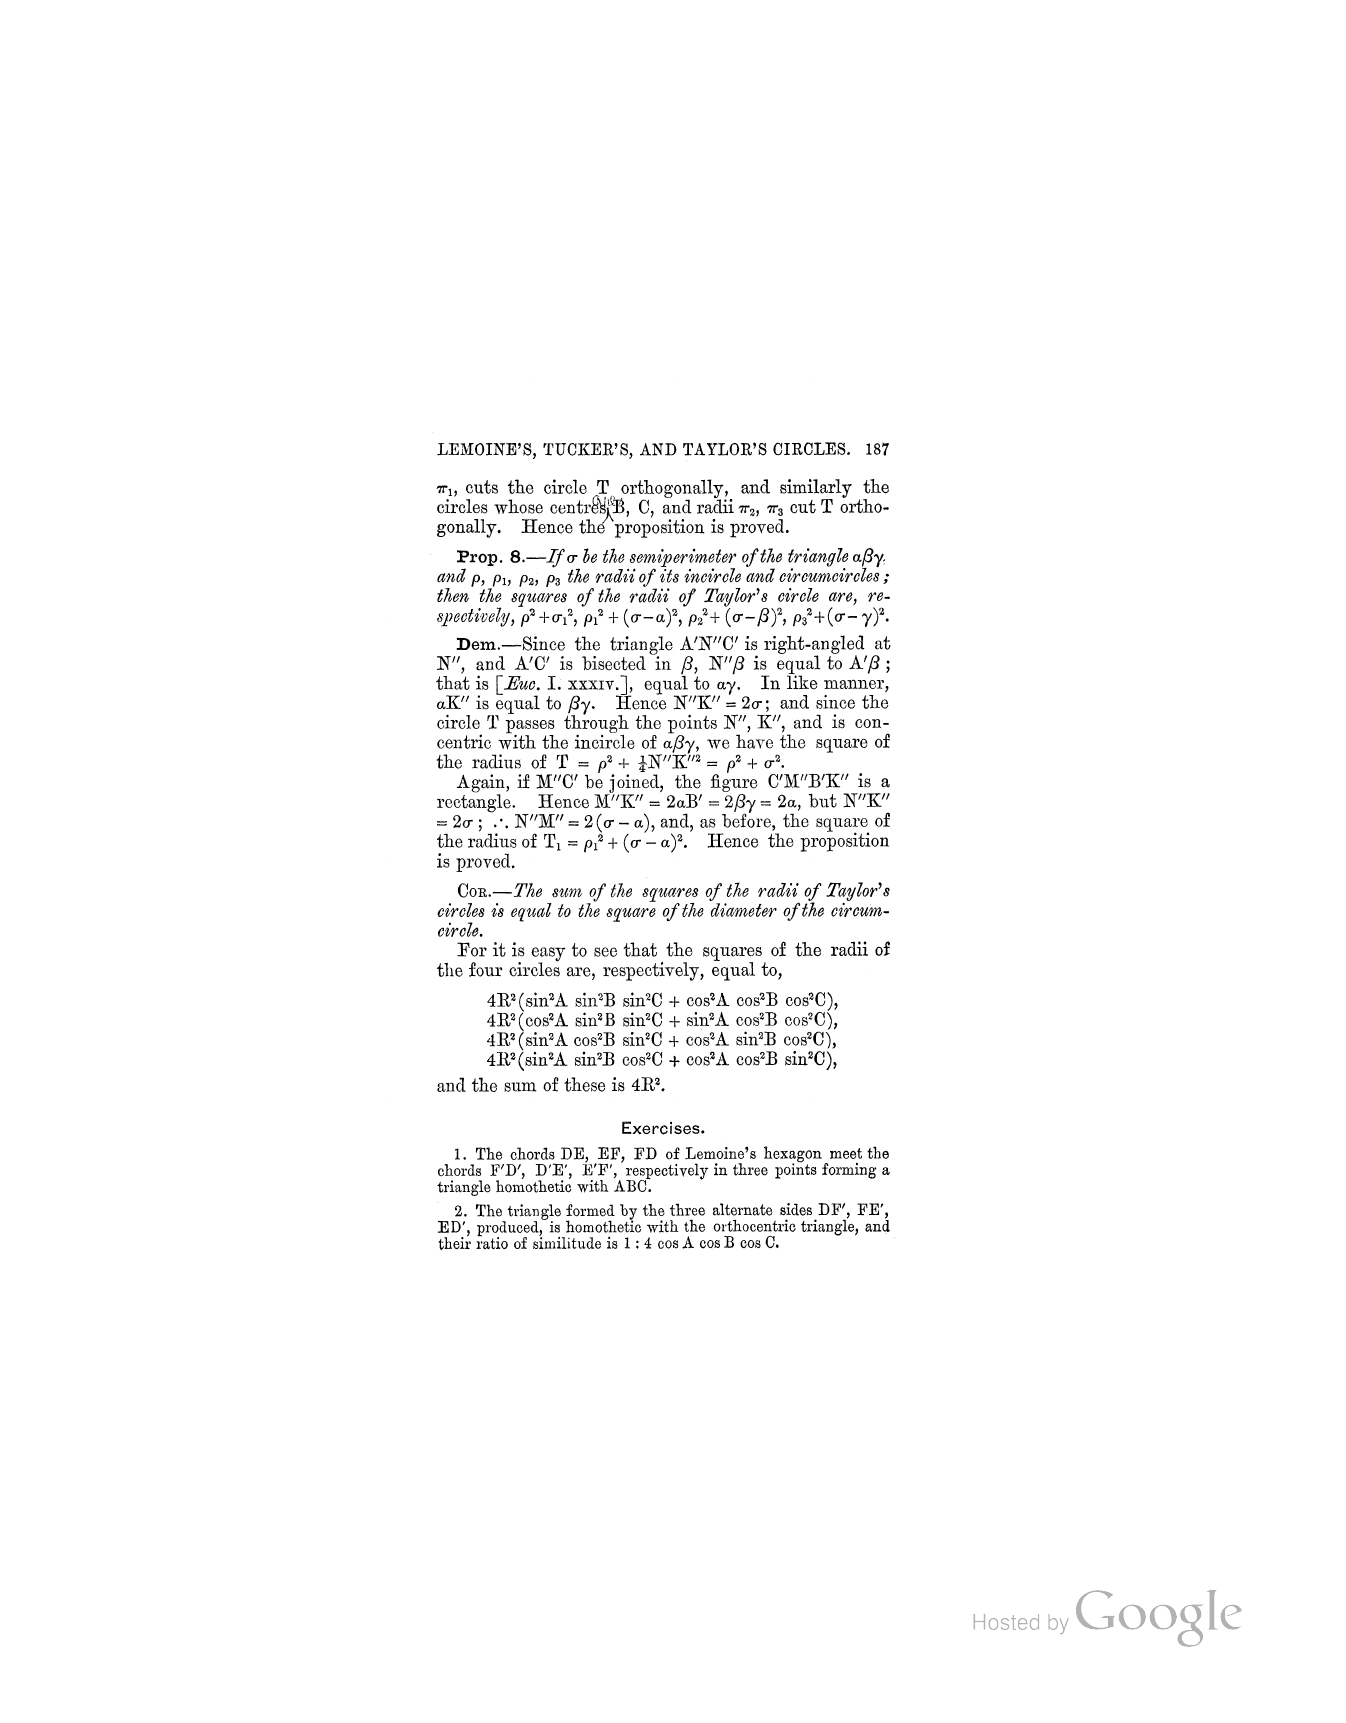 LEMOINE'S, TUCKER'S, AND TAYLOR'S CIRCLES. 187
π₁, cuts the circle T orthogonally, and similarly the
circles whose centres B, C, and radii π₂, π₃ cut T ortho-
gonally. Hence the proposition is proved.
Prop. 8.—If σ be the semiperimeter of the triangle αβγ,
and ρ, ρ₁, ρ₂, ρ₃ the radii of its incircle and circumcircles ;
then the squares of the radii of Taylor's circle are, re-
spectively, ρ² + σ₁², ρ₁² + (σ − α)², ρ₂² + (σ − β)², ρ₃² + (σ − γ)².
Dem.—Since the triangle A′N″C′ is right-angled at
N″, and A′C′ is bisected in β, N″β is equal to A′β ;
that is [Euc. I. xxxiv.], equal to αγ. In like manner,
αK″ is equal to βγ. Hence N″K″ = 2σ ; and since the
circle T passes through the points N″, K″, and is con-
centric with the incircle of αβγ, we have the square of
the radius of T = ρ² + ¼N″K″² = ρ² + σ².
Again, if M″C′ be joined, the figure C′M″B′K″ is a
rectangle. Hence M″K″ = 2αB′ = 2βγ = 2α, but N″K″
= 2σ ; ∴ N″M″ = 2 (σ − α), and, as before, the square of
the radius of T₁ = ρ₁² + (σ − α)². Hence the proposition
is proved.
Cor.—The sum of the squares of the radii of Taylor's
circles is equal to the square of the diameter of the circum-
circle.
For it is easy to see that the squares of the radii of
the four circles are, respectively, equal to,
4R² (sin²A sin²B sin²C + cos²A cos²B cos²C),
4R² (cos²A sin²B sin²C + sin²A cos²B cos²C),
4R² (sin²A cos²B sin²C + cos²A sin²B cos²C),
4R² (sin²A sin²B cos²C + cos²A cos²B sin²C),
and the sum of these is 4R².
Exercises.
1. The chords DE, EF, FD of Lemoine's hexagon meet the
chords F′D′, D′E′, E′F′, respectively in three points forming a
triangle homothetic with ABC.
2. The triangle formed by the three alternate sides DF′, FE′,
ED′, produced, is homothetic with the orthocentric triangle, and
their ratio of similitude is 1 : 4 cos A cos B cos C.
Hosted by Google